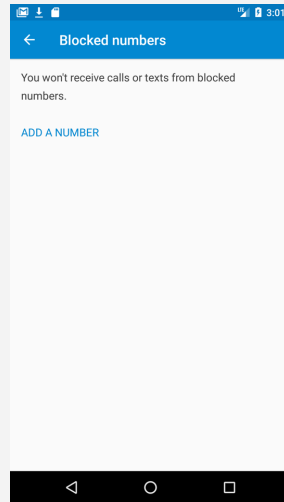 3:01
Blocked numbers
You won't receive calls or texts from blocked
numbers.
ADD A NUMBER